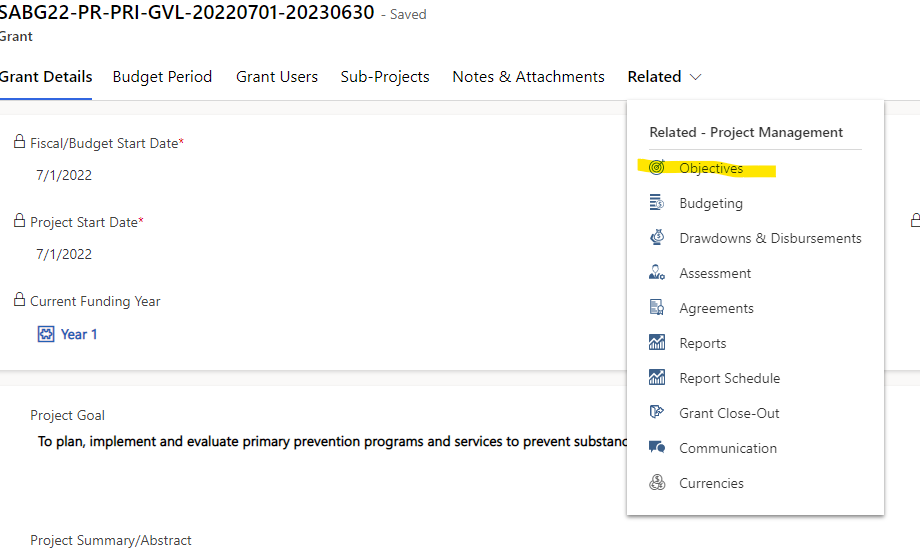 SABG22-PR-PRI-GVL-20220701-20230630 - Saved
Grant
Grant Details Budget Period Grant Users Sub-Projects Notes & Attachments Related
Related - Project Management
Objectives
Budgeting
Drawdowns & Disbursements
Assessment
Agreements
Reports
Report Schedule
Grant Close-Out
Communication
Currencies
Fiscal/Budget Start Date*
7/1/2022
Project Start Date*
7/1/2022
Current Funding Year
Year 1
Project Goal
To plan, implement and evaluate primary prevention programs and services to prevent substanc
Project Summary/Abstract